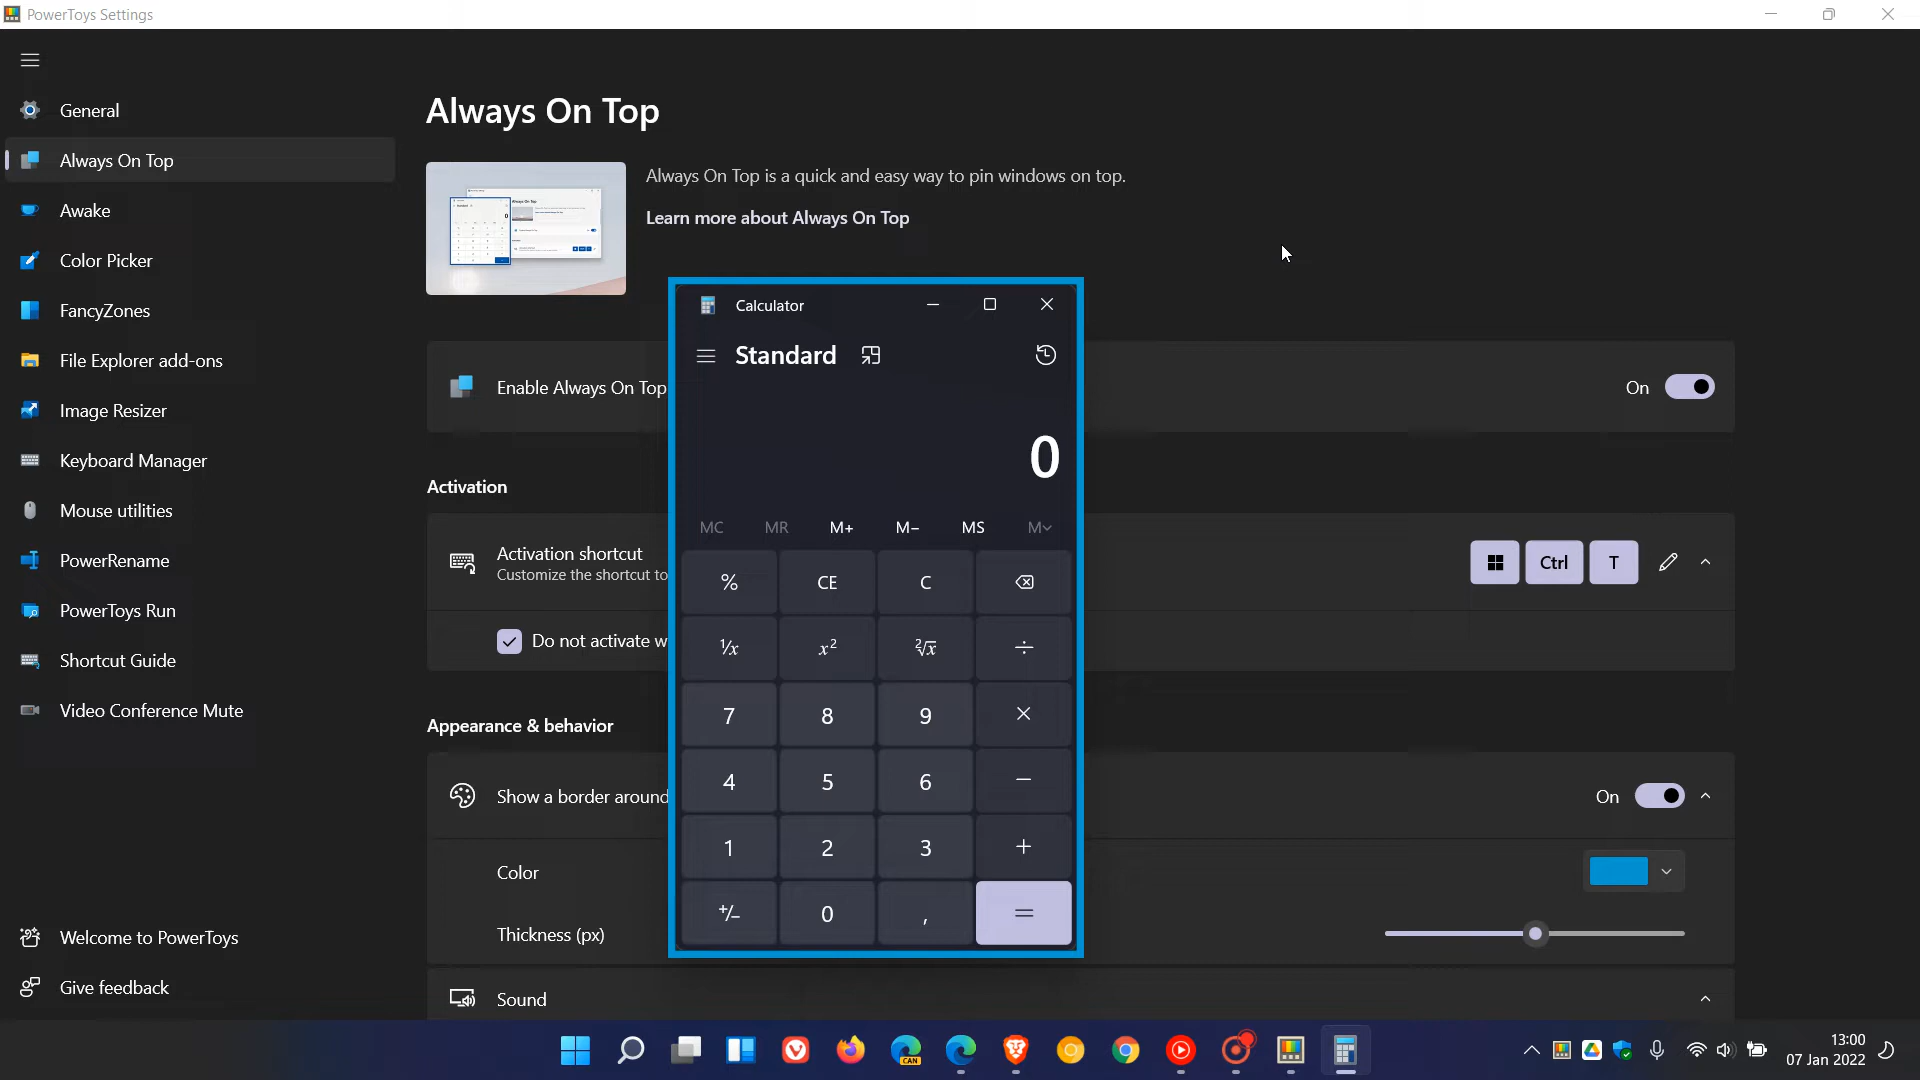 PowerToys Settings
General
Always On Top
Awake
Color Picker
FancyZones
File Explorer add-ons
Image Resizer
Keyboard Manager
Mouse utilities
PowerRename
PowerToys Run
Shortcut Guide
Video Conference Mute
Welcome to PowerToys
Give feedback
Always On Top
Always On Top is a quick and easy way to pin windows on top.
Learn more about Always On Top
Enable Always On Top
On
Activation
Activation shortcut
Customize the shortcut to
Ctrl
T
Do not activate w
Appearance & behavior
Show a border around
On
Color
Thickness (px)
Sound
Calculator
Standard
0
MC MR M+ M− MS M˅
% CE C
⅟x x² ²√x ÷
7 8 9 ×
4 5 6 −
1 2 3 +
+/− 0 , =
CAN
13:00
07 Jan 2022